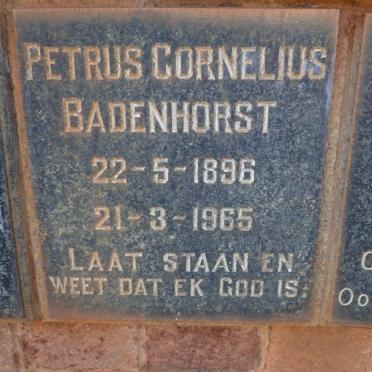 PETRUS CORNELIUS
BADENHORST
22-5-1896
21-3-1965
LAAT STAAN EN
WEET DAT EK GOD IS.